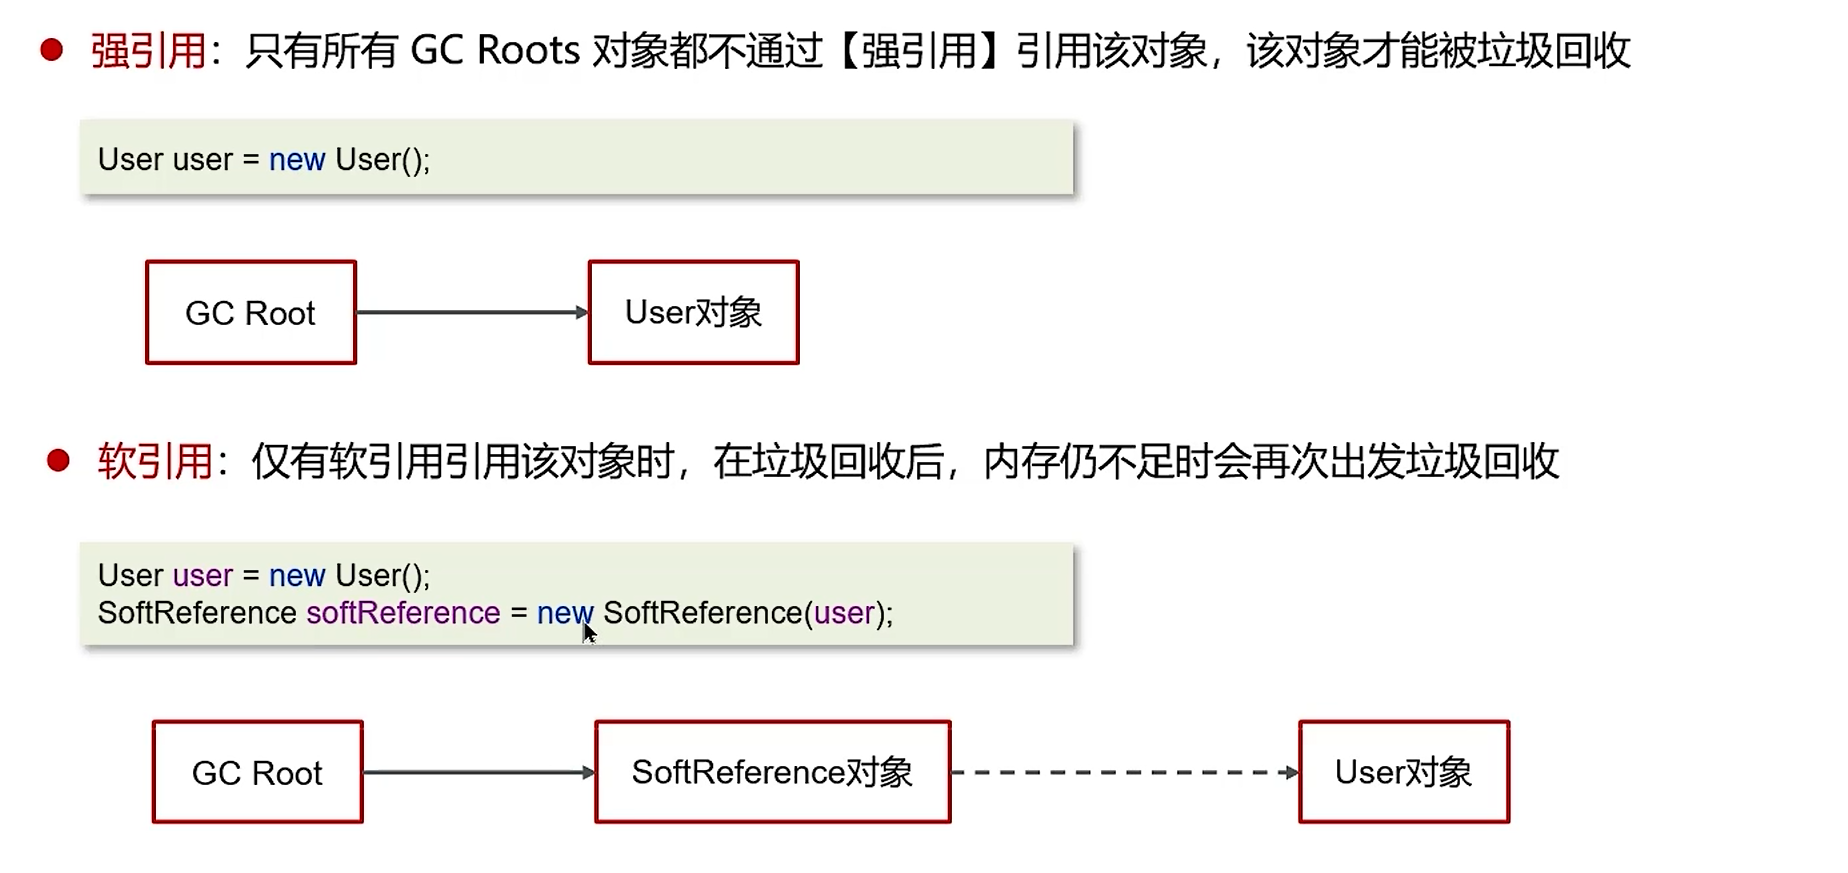 强引用：只有所有 GC Roots 对象都不通过【强引用】引用该对象，该对象才能被垃圾回收
User user = new User();
GC Root
User对象
软引用：仅有软引用引用该对象时，在垃圾回收后，内存仍不足时会再次出发垃圾回收
User user = new User();
SoftReference softReference = new SoftReference(user);
GC Root
SoftReference对象
User对象